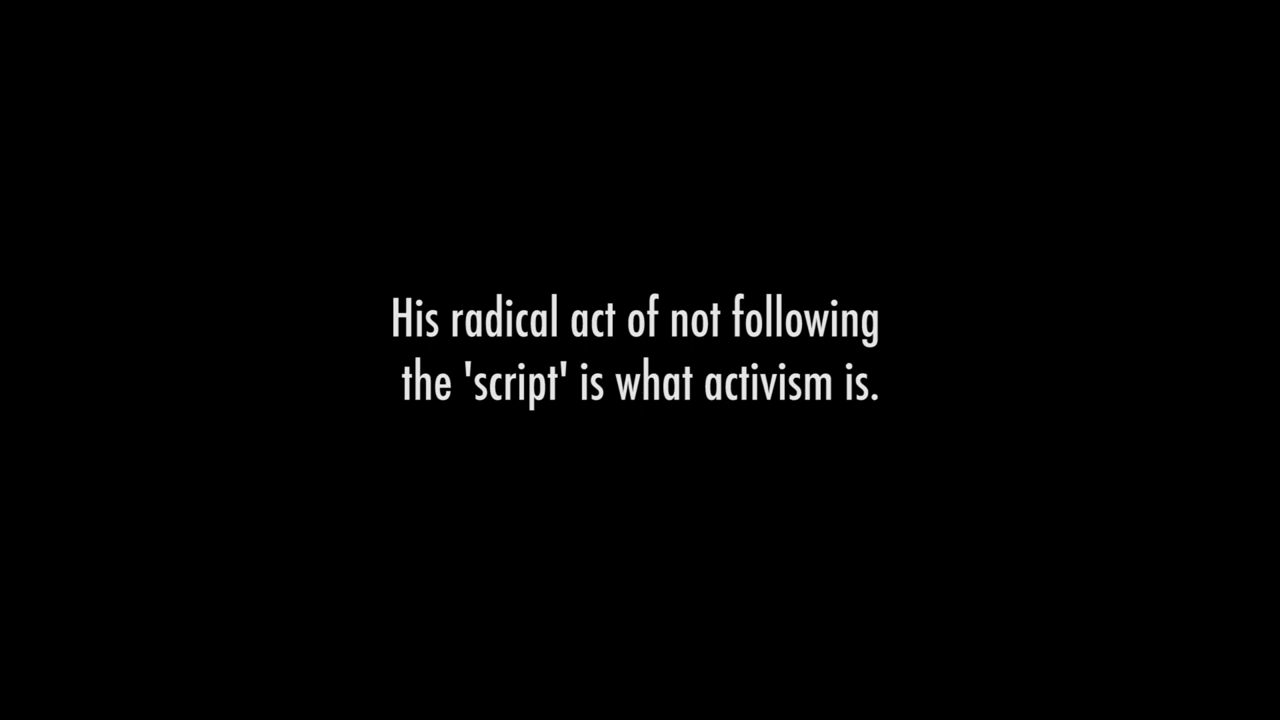 His radical act of not following
the 'script' is what activism is.